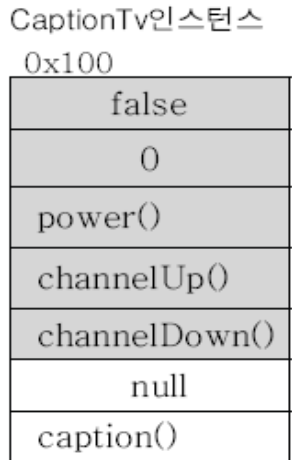 CaptionTv인스턴스
0x100
false
0
power()
channelUp()
channelDown()
null
caption()